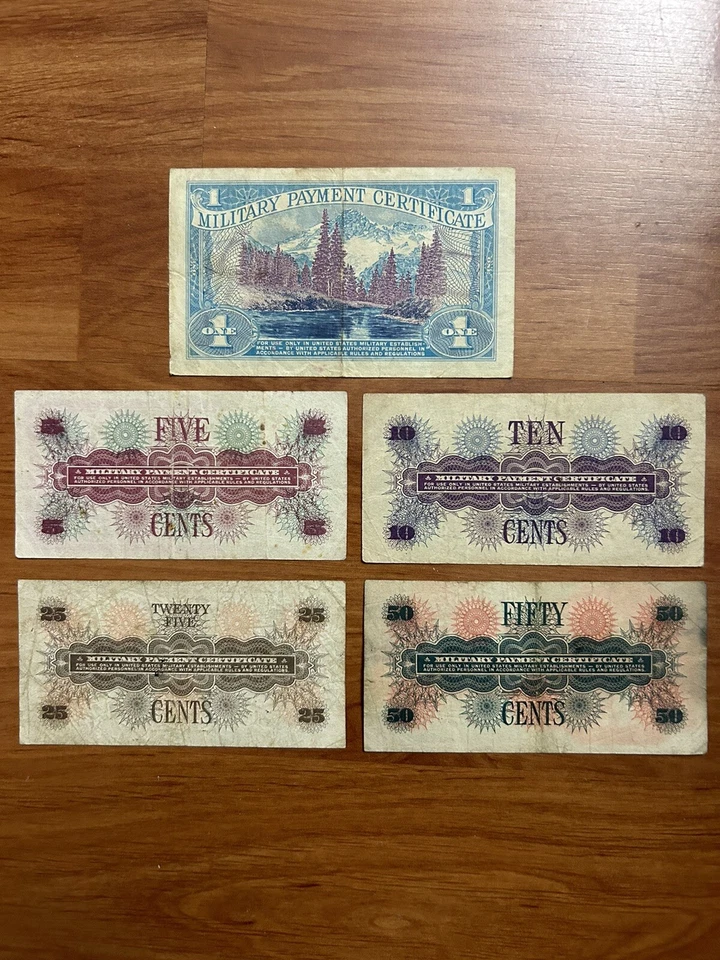 1 1
MILITARY PAYMENT CERTIFICATE
1 ONE 1 ONE
FOR USE ONLY IN UNITED STATES MILITARY ESTABLISH-
MENTS — BY UNITED STATES AUTHORIZED PERSONNEL IN
ACCORDANCE WITH APPLICABLE RULES AND REGULATIONS
5 FIVE 5
MILITARY PAYMENT CERTIFICATE
FOR USE ONLY IN UNITED STATES MILITARY ESTABLISHMENTS — BY UNITED STATES
AUTHORIZED PERSONNEL IN ACCORDANCE WITH APPLICABLE RULES AND REGULATIONS.
5 CENTS 5
10 TEN 10
MILITARY PAYMENT CERTIFICATE
FOR USE ONLY IN UNITED STATES MILITARY ESTABLISHMENTS — BY UNITED STATES
AUTHORIZED PERSONNEL IN ACCORDANCE WITH APPLICABLE RULES AND REGULATIONS.
10 CENTS 10
25 TWENTY 25
FIVE
MILITARY PAYMENT CERTIFICATE
FOR USE ONLY IN UNITED STATES MILITARY ESTABLISHMENTS — BY UNITED STATES
AUTHORIZED PERSONNEL IN ACCORDANCE WITH APPLICABLE RULES AND REGULATIONS.
25 CENTS 25
50 FIFTY 50
MILITARY PAYMENT CERTIFICATE
FOR USE ONLY IN UNITED STATES MILITARY ESTABLISHMENTS — BY UNITED STATES
AUTHORIZED PERSONNEL IN ACCORDANCE WITH APPLICABLE RULES AND REGULATIONS.
50 CENTS 50